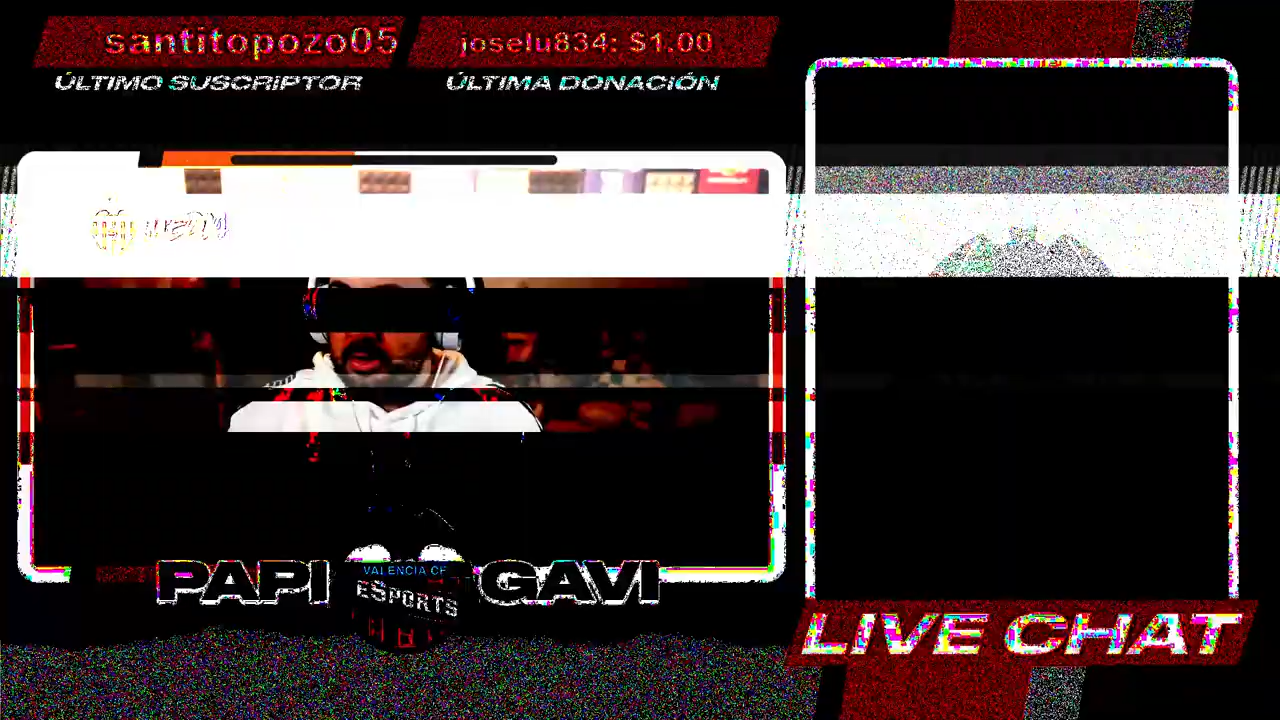 santitopozo05
joselu834: $1.00
ÚLTIMO SUSCRIPTOR
ÚLTIMA DONACIÓN
PAPI
VALENCIA CF
ESPORTS
GAVI
LIVE CHAT